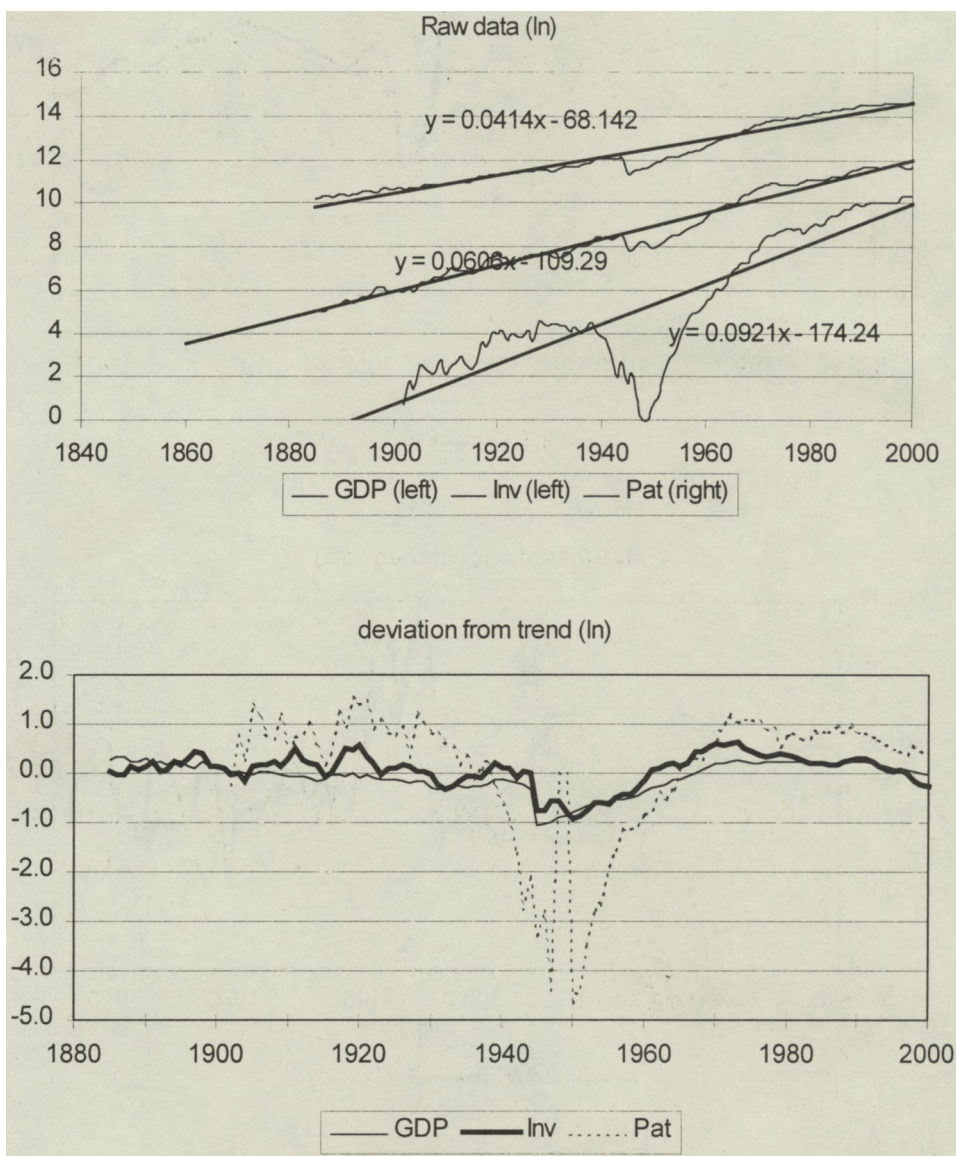 Raw data (ln)
16
14
y = 0.0414x - 68.142
12
10
8
y = 0.0606x - 109.29
6
4
y = 0.0921x - 174.24
2
0
1840 1860 1880 1900 1920 1940 1960 1980 2000
GDP (left) Inv (left) Pat (right)
deviation from trend (ln)
2.0
1.0
0.0
-1.0
-2.0
-3.0
-4.0
-5.0
1880 1900 1920 1940 1960 1980 2000
GDP Inv Pat